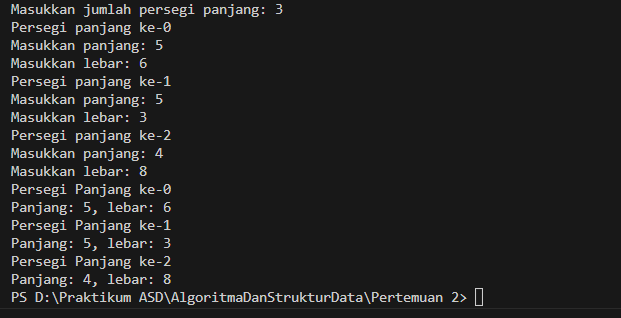 Masukkan jumlah persegi panjang: 3
Persegi panjang ke-0
Masukkan panjang: 5
Masukkan lebar: 6
Persegi panjang ke-1
Masukkan panjang: 5
Masukkan lebar: 3
Persegi panjang ke-2
Masukkan panjang: 4
Masukkan lebar: 8
Persegi Panjang ke-0
Panjang: 5, lebar: 6
Persegi Panjang ke-1
Panjang: 5, lebar: 3
Persegi Panjang ke-2
Panjang: 4, lebar: 8
PS D:\Praktikum ASD\AlgoritmaDanStrukturData\Pertemuan 2>